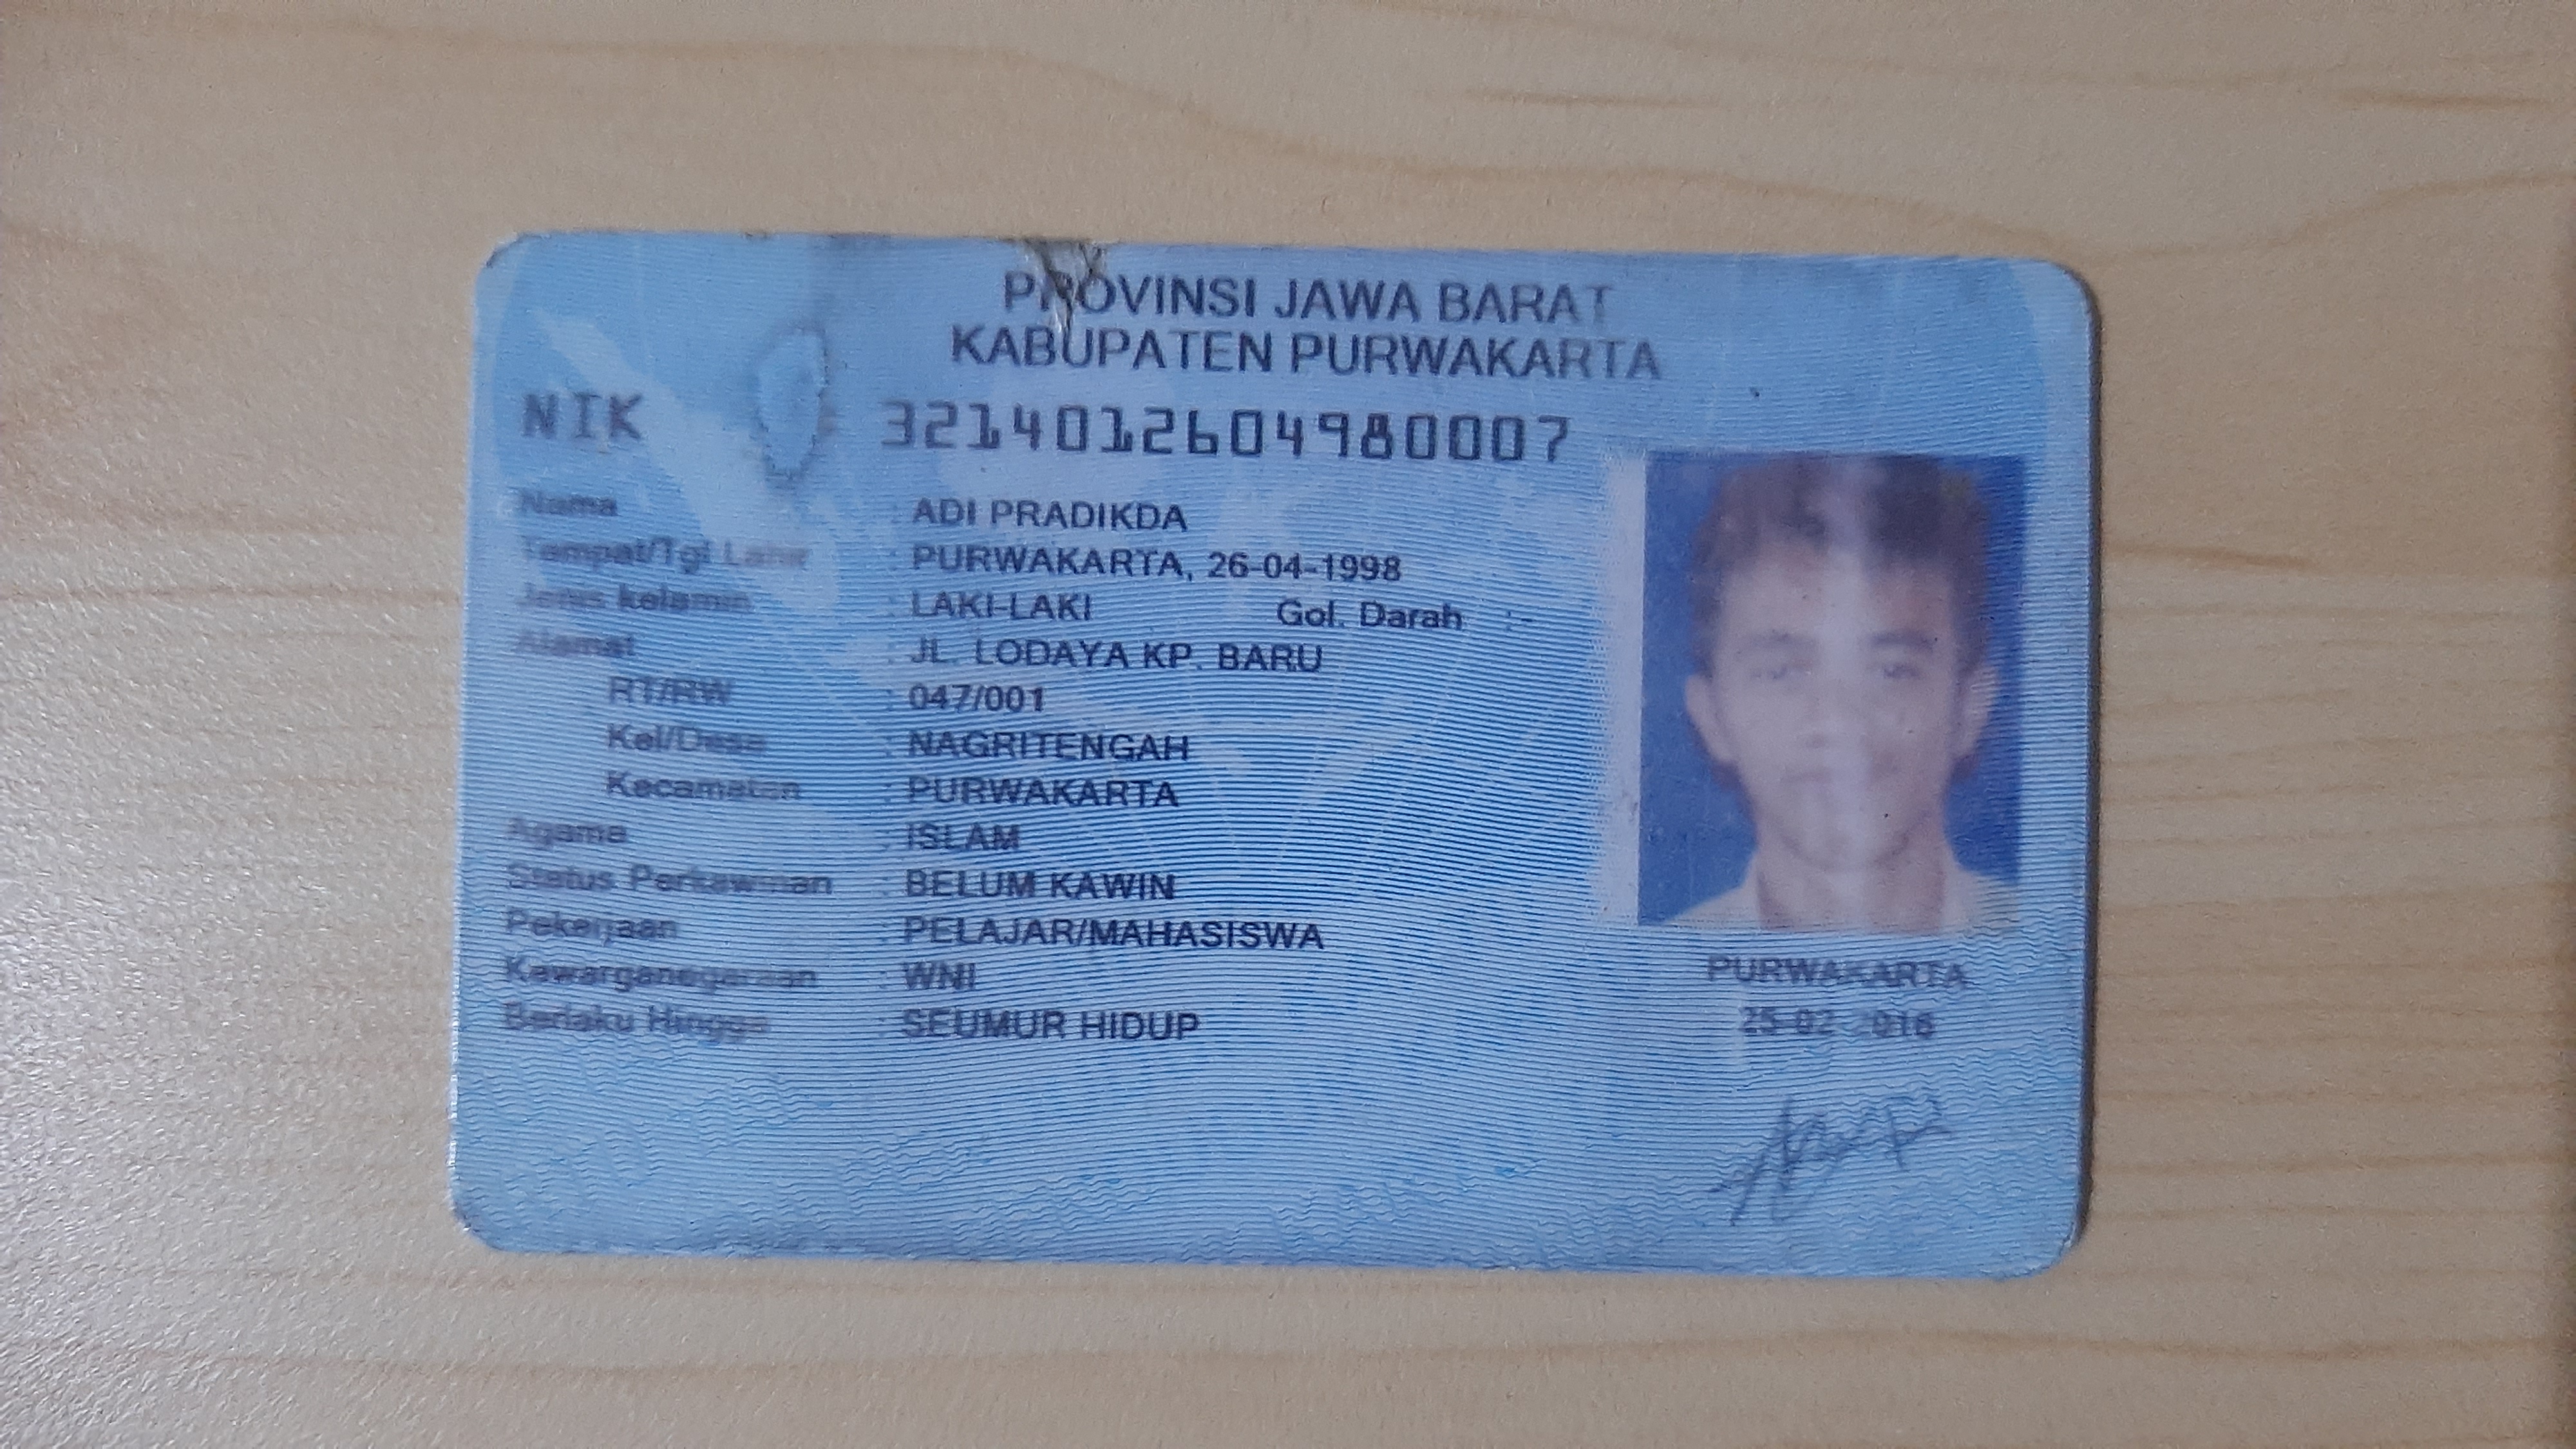 PROVINSI JAWA BARAT
KABUPATEN PURWAKARTA
NIK 3214012604980007
Nama : ADI PRADIKDA
Tempat/Tgl Lahir : PURWAKARTA, 26-04-1998
Jenis kelamin : LAKI-LAKI Gol. Darah : -
Alamat : JL. LODAYA KP. BARU
RT/RW : 047/001
Kel/Desa : NAGRITENGAH
Kecamatan : PURWAKARTA
Agama : ISLAM
Status Perkawinan : BELUM KAWIN
Pekerjaan : PELAJAR/MAHASISWA
Kewarganegaraan : WNI
Berlaku Hingga : SEUMUR HIDUP
PURWAKARTA
25-02-2016